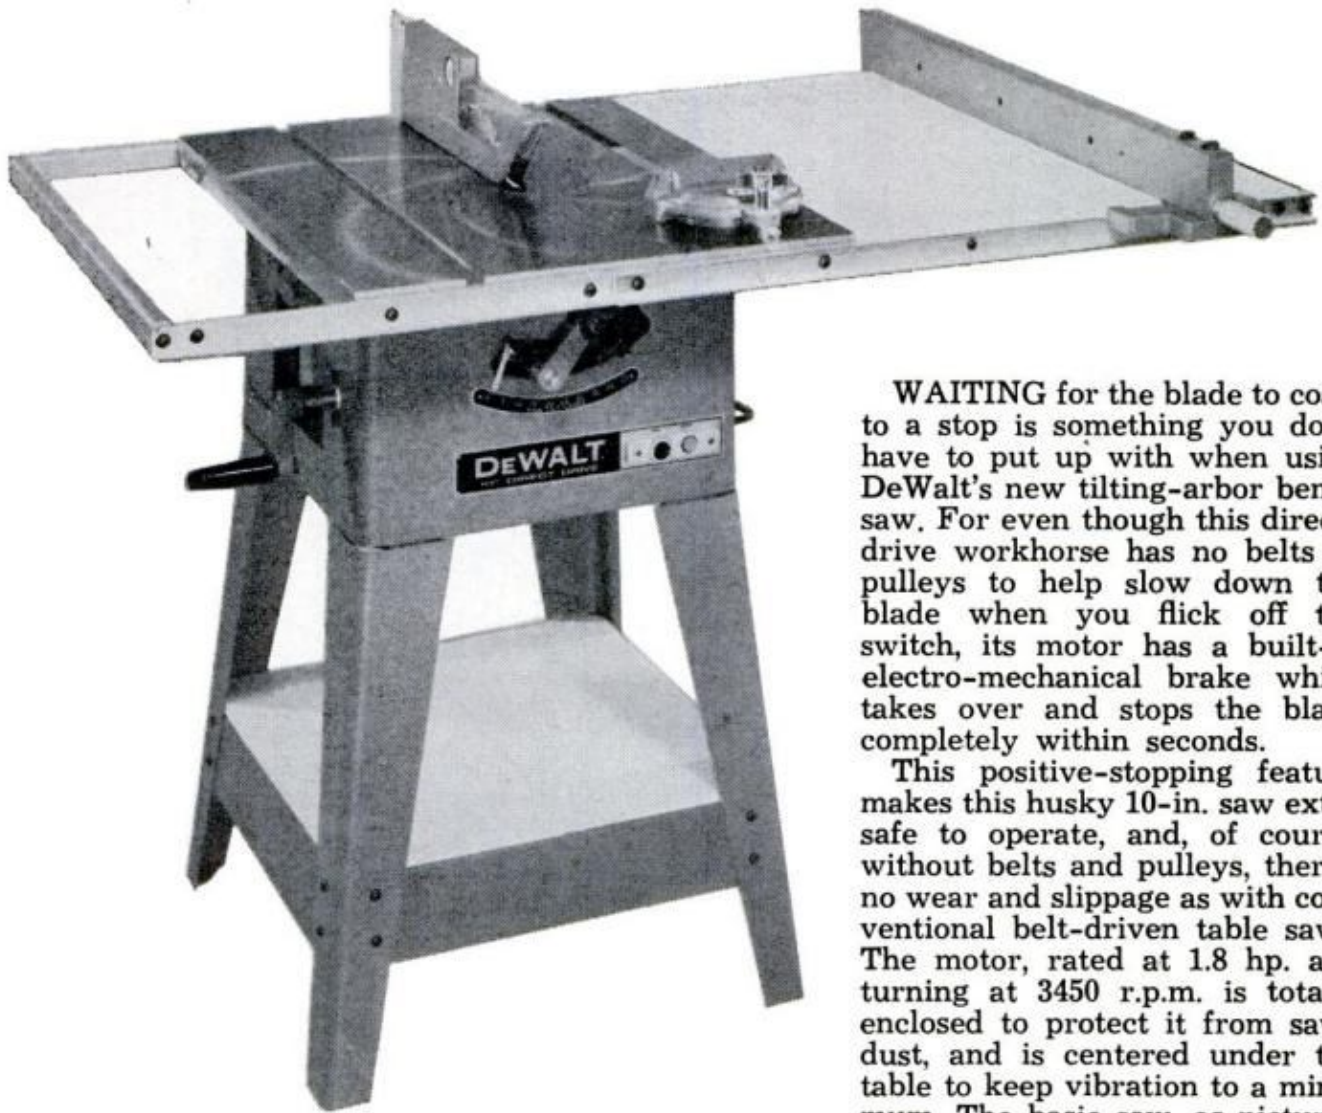 DEWALT
10" DIRECT DRIVE
WAITING for the blade to co
to a stop is something you do
have to put up with when usi
DeWalt's new tilting-arbor ben
saw. For even though this direc
drive workhorse has no belts
pulleys to help slow down t
blade when you flick off t
switch, its motor has a built-
electro-mechanical brake whi
takes over and stops the bla
completely within seconds.
This positive-stopping featu
makes this husky 10-in. saw ext
safe to operate, and, of cour
without belts and pulleys, ther
no wear and slippage as with co
ventional belt-driven table sav
The motor, rated at 1.8 hp. a
turning at 3450 r.p.m. is tota
enclosed to protect it from sav
dust, and is centered under t
table to keep vibration to a min